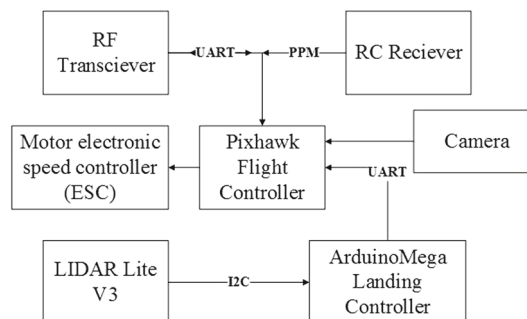 RF
Transciever
UART
PPM
RC Reciever
Motor electronic
speed controller
(ESC)
Pixhawk
Flight
Controller
Camera
UART
LIDAR Lite
V3
I2C
ArduinoMega
Landing
Controller